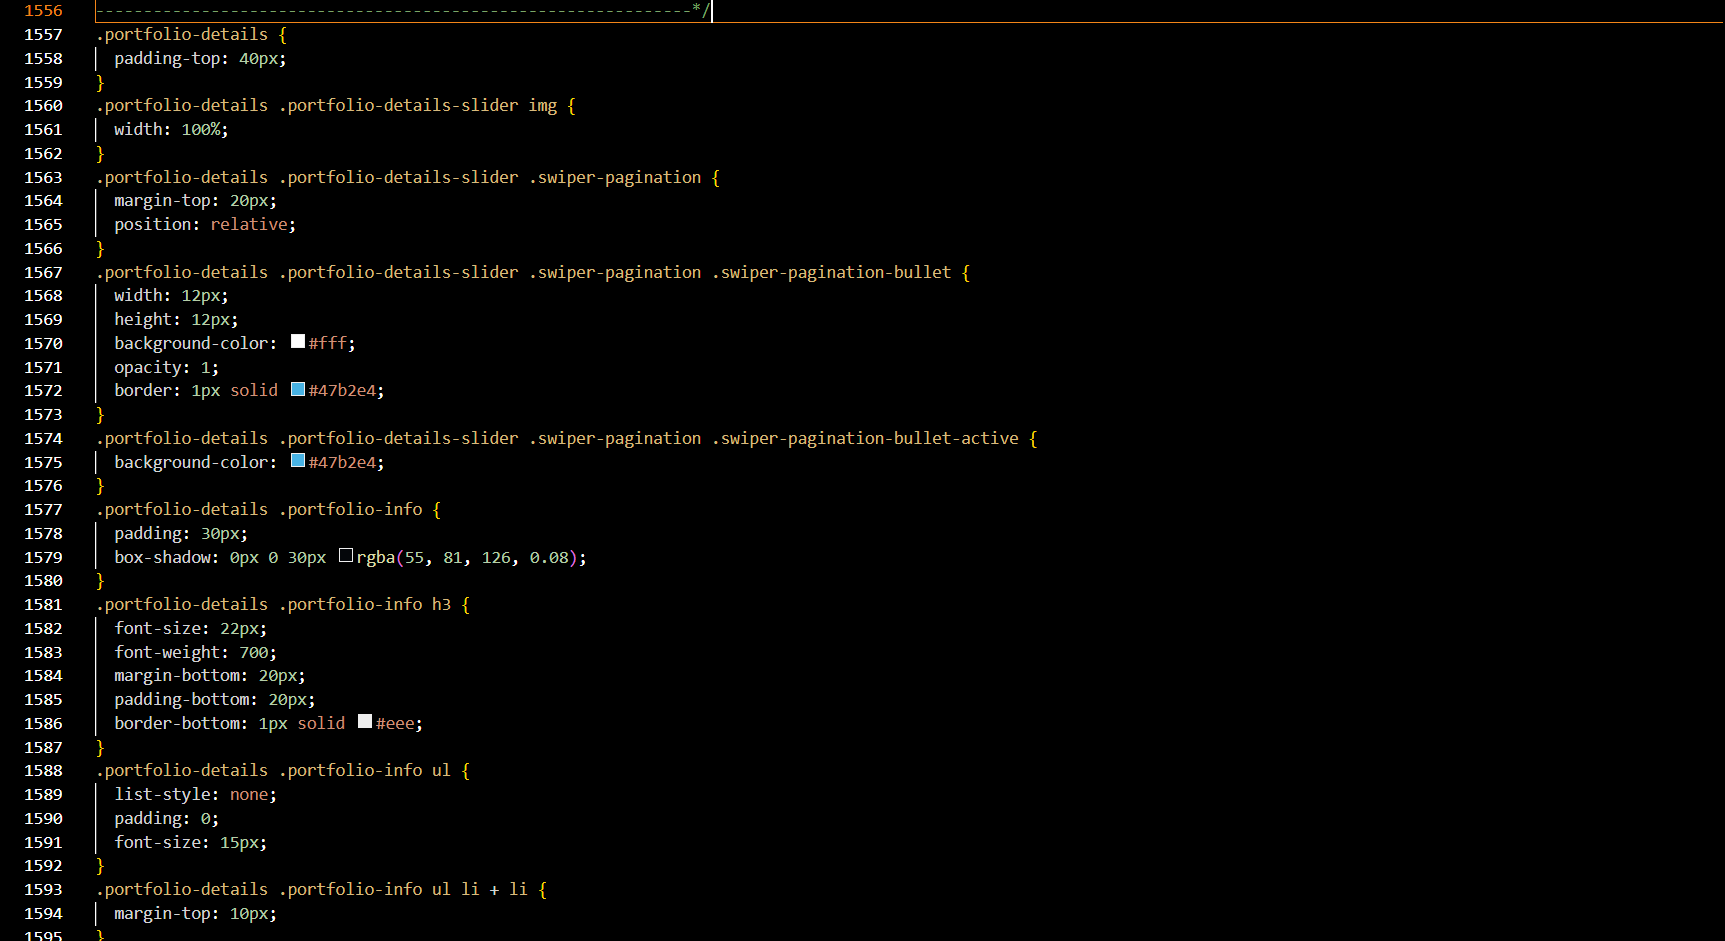 1556 --------------------------------------------------------------*/
1557 .portfolio-details {
1558 padding-top: 40px;
1559 }
1560 .portfolio-details .portfolio-details-slider img {
1561 width: 100%;
1562 }
1563 .portfolio-details .portfolio-details-slider .swiper-pagination {
1564 margin-top: 20px;
1565 position: relative;
1566 }
1567 .portfolio-details .portfolio-details-slider .swiper-pagination .swiper-pagination-bullet {
1568 width: 12px;
1569 height: 12px;
1570 background-color: #fff;
1571 opacity: 1;
1572 border: 1px solid #47b2e4;
1573 }
1574 .portfolio-details .portfolio-details-slider .swiper-pagination .swiper-pagination-bullet-active {
1575 background-color: #47b2e4;
1576 }
1577 .portfolio-details .portfolio-info {
1578 padding: 30px;
1579 box-shadow: 0px 0 30px rgba(55, 81, 126, 0.08);
1580 }
1581 .portfolio-details .portfolio-info h3 {
1582 font-size: 22px;
1583 font-weight: 700;
1584 margin-bottom: 20px;
1585 padding-bottom: 20px;
1586 border-bottom: 1px solid #eee;
1587 }
1588 .portfolio-details .portfolio-info ul {
1589 list-style: none;
1590 padding: 0;
1591 font-size: 15px;
1592 }
1593 .portfolio-details .portfolio-info ul li + li {
1594 margin-top: 10px;
1595 }